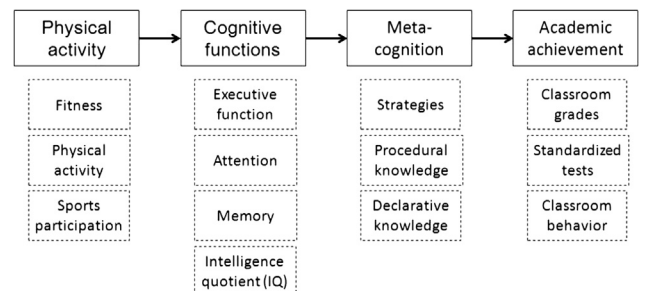 Physical
activity
Cognitive
functions
Meta-
cognition
Academic
achievement
Fitness
Physical
activity
Sports
participation
Executive
function
Attention
Memory
Intelligence
quotient (IQ)
Strategies
Procedural
knowledge
Declarative
knowledge
Classroom
grades
Standardized
tests
Classroom
behavior